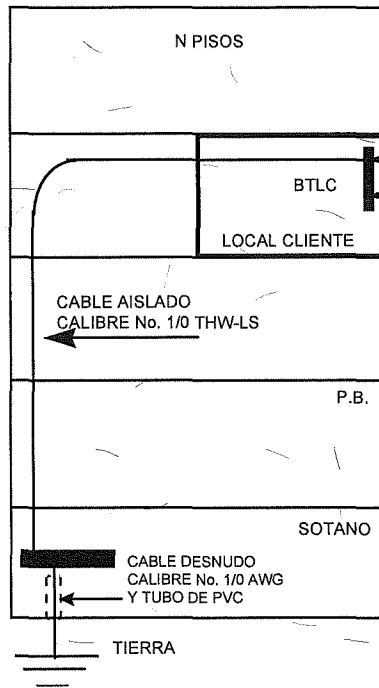 N PISOS
BTLC
LOCAL CLIENTE
CABLE AISLADO
CALIBRE No. 1/0 THW-LS
P.B.
SOTANO
CABLE DESNUDO
CALIBRE No. 1/0 AWG
Y TUBO DE PVC
TIERRA